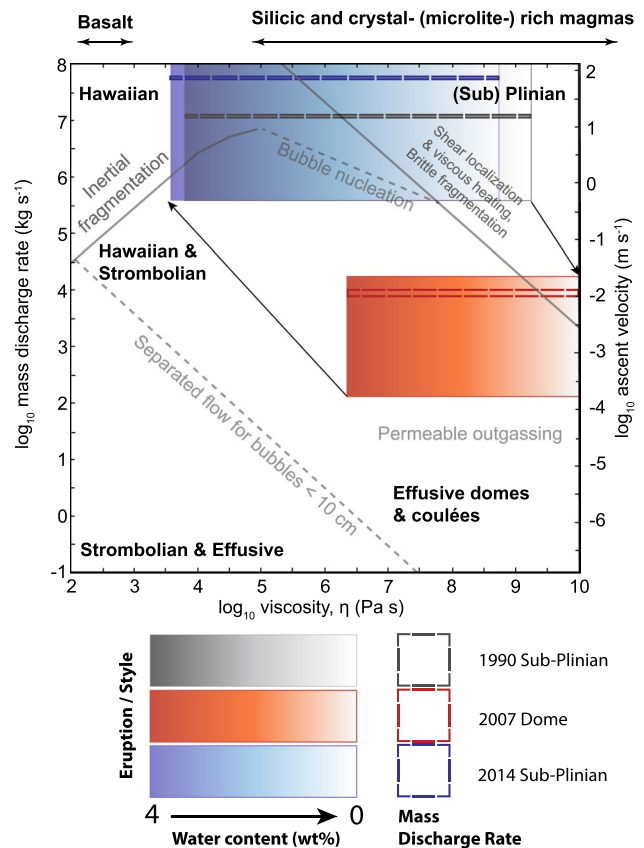 Basalt
Silicic and crystal- (microlite-) rich magmas
8
7
6
5
4
3
2
1
0
-1
log10 mass discharge rate (kg s-1)
2
1
0
-1
-2
-3
-4
-5
-6
log10 ascent velocity (m s-1)
Hawaiian
(Sub) Plinian
Inertial
fragmentation
Bubble nucleation
Shear localization
& viscous heating,
Brittle fragmentation
Hawaiian &
Strombolian
Separated flow for bubbles < 10 cm
Permeable outgassing
Effusive domes
& coulées
Strombolian & Effusive
2 3 4 5 6 7 8 9 10
log10 viscosity, η (Pa s)
Eruption / Style
4 0
Water content (wt%)
1990 Sub-Plinian
2007 Dome
2014 Sub-Plinian
Mass
Discharge Rate